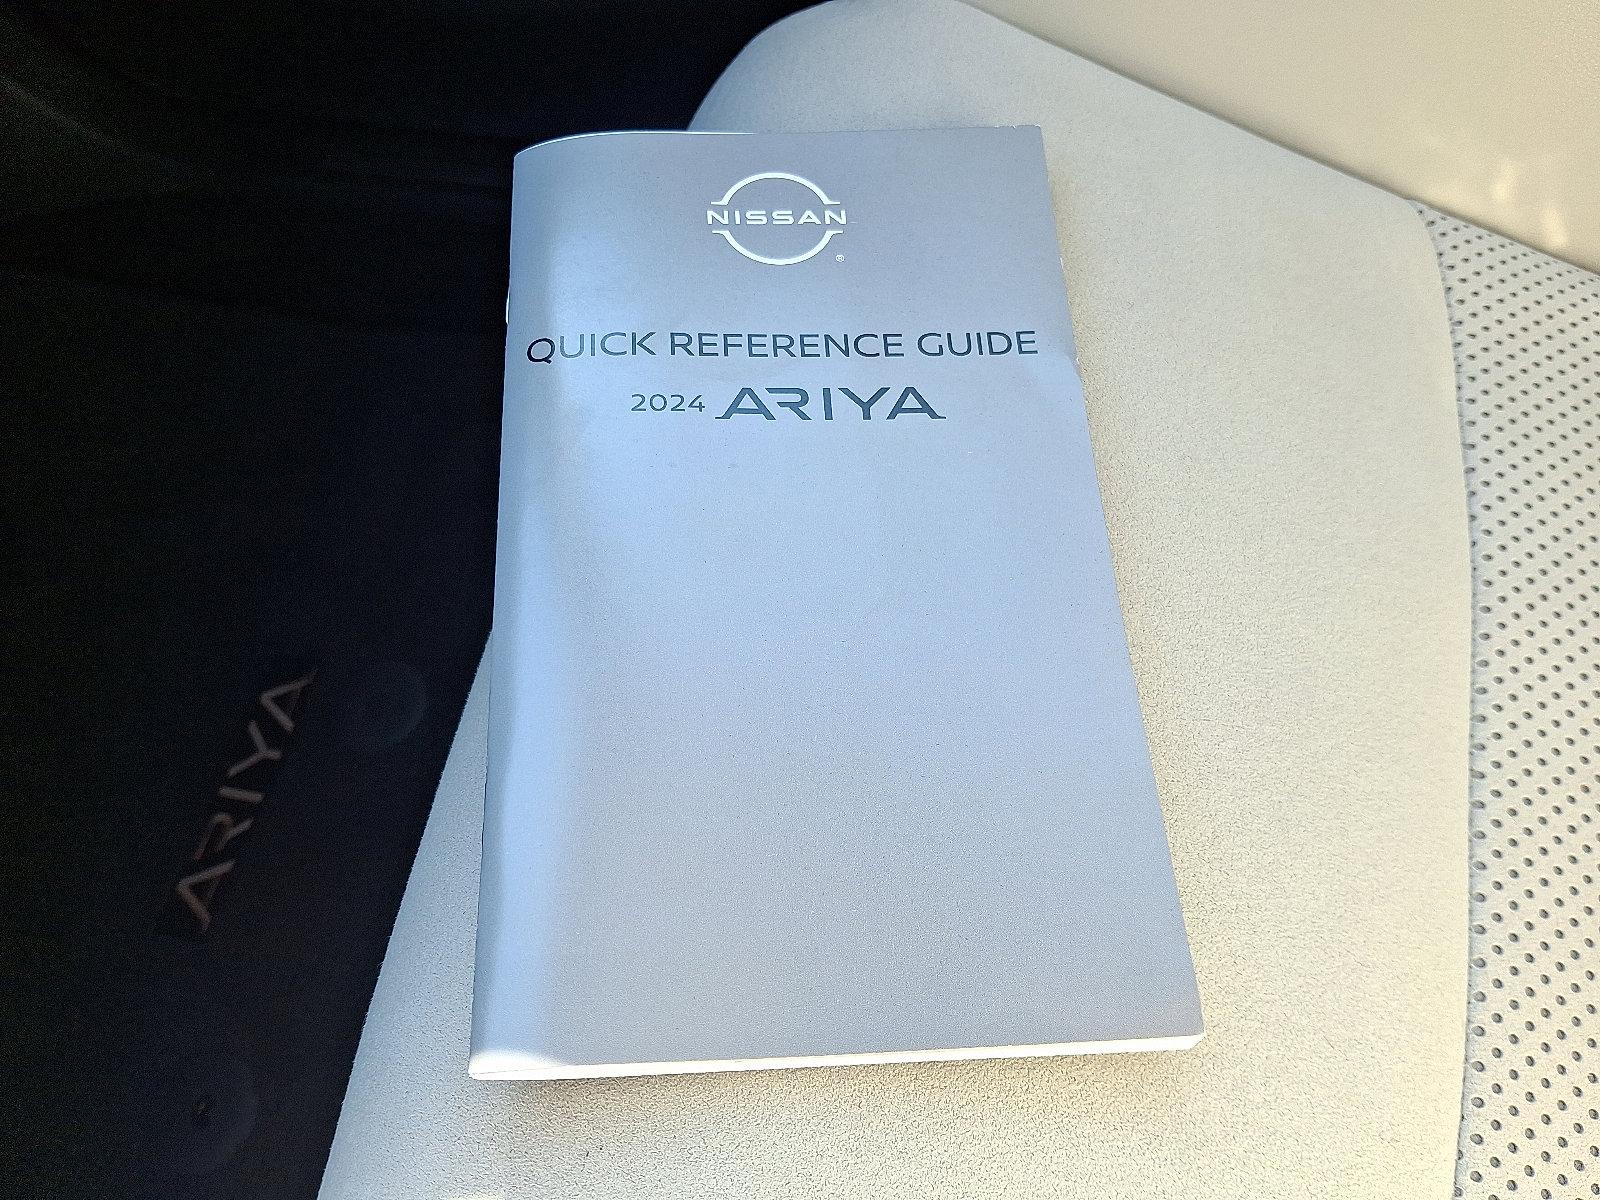 NISSAN
®
QUICK REFERENCE GUIDE
2024 ARIYA
ARIYA